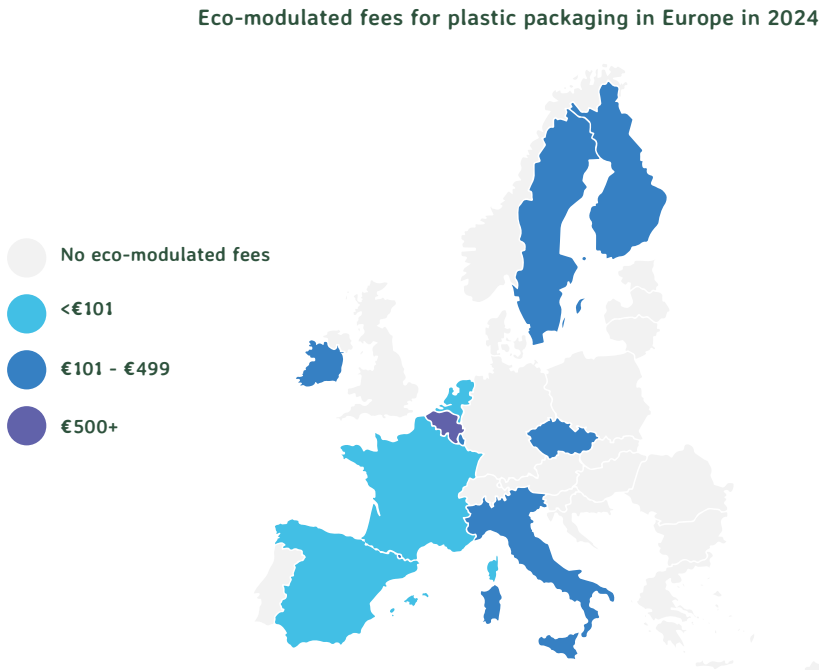 Eco-modulated fees for plastic packaging in Europe in 2024
No eco-modulated fees
<€101
€101 - €499
€500+